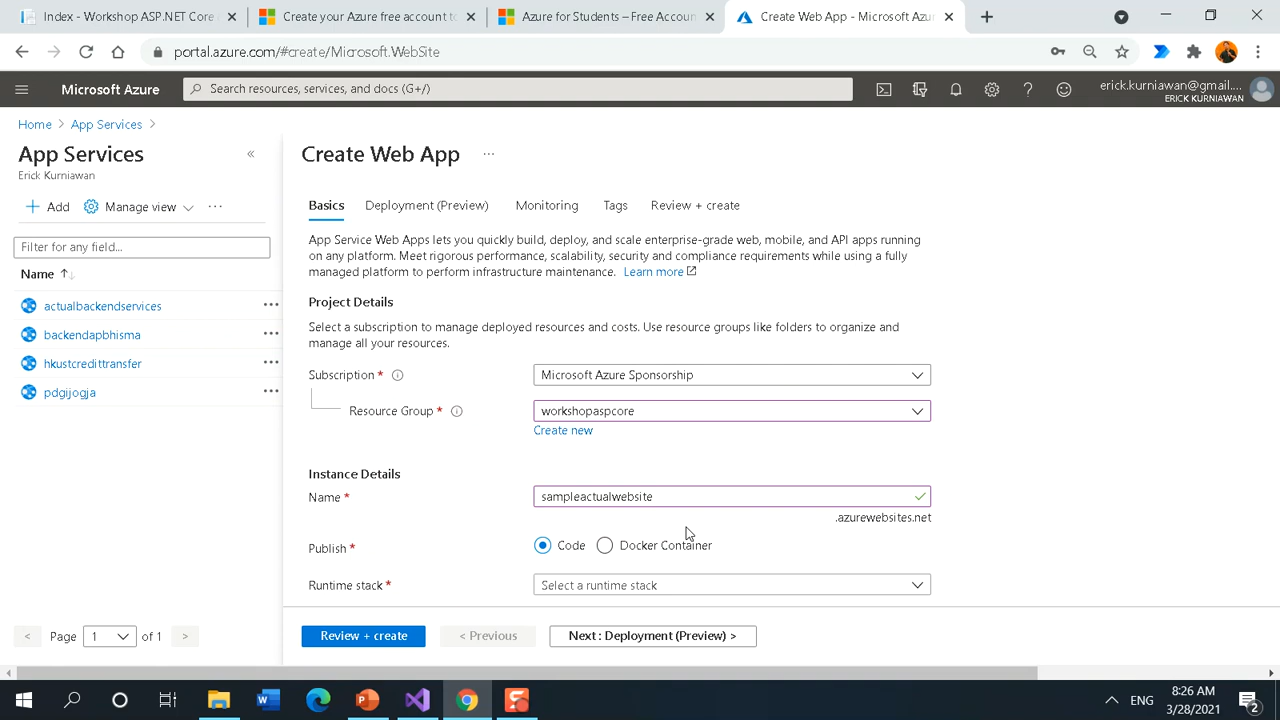 Index - Workshop ASP.NET Core
Create your Azure free account to
Azure for Students – Free Accoun
Create Web App - Microsoft Azur
portal.azure.com/#create/Microsoft.WebSite
Microsoft Azure
Search resources, services, and docs (G+/)
erick.kurniawan@gmail....
ERICK KURNIAWAN
Home > App Services >
App Services
Erick Kurniawan
Add
Manage view
Filter for any field...
Name
actualbackendservices
backendapbhisma
hkustcredittransfer
pdgijogja
< Page 1 of 1 >
Create Web App
Basics Deployment (Preview) Monitoring Tags Review + create
App Service Web Apps lets you quickly build, deploy, and scale enterprise-grade web, mobile, and API apps running
on any platform. Meet rigorous performance, scalability, security and compliance requirements while using a fully
managed platform to perform infrastructure maintenance. Learn more
Project Details
Select a subscription to manage deployed resources and costs. Use resource groups like folders to organize and
manage all your resources.
Subscription * Microsoft Azure Sponsorship
Resource Group * workshopaspcore
Create new
Instance Details
Name * sampleactualwebsite
.azurewebsites.net
Publish * Code Docker Container
Runtime stack * Select a runtime stack
Review + create < Previous Next : Deployment (Preview) >
ENG
8:26 AM
3/28/2021
2